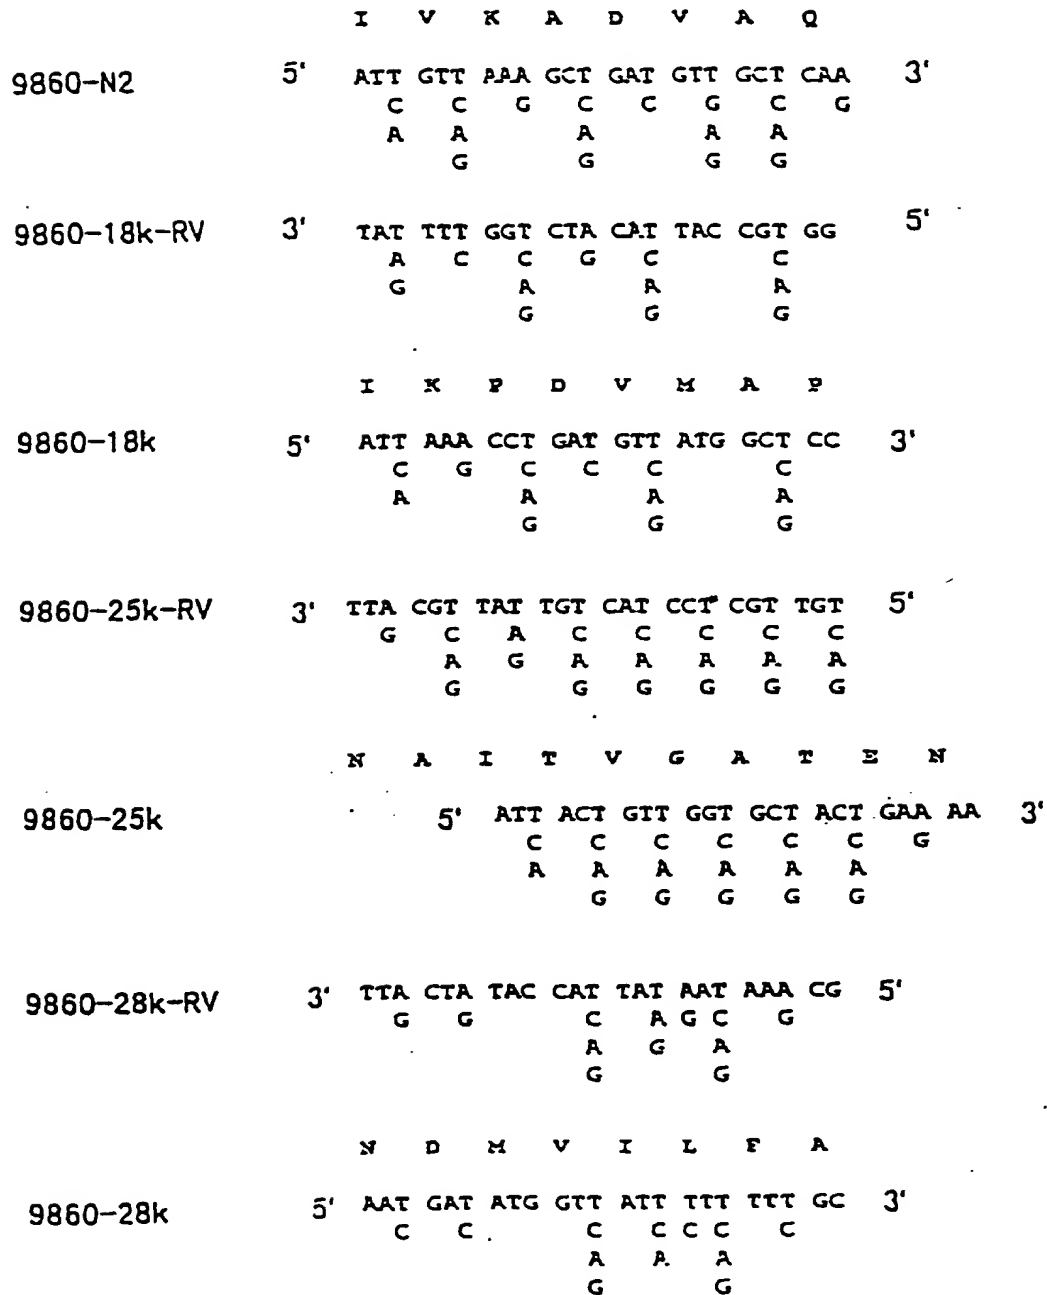 I V K A D V A Q
9860-N2 5' ATT GTT AAA GCT GAT GTT GCT CAA 3'
C C G C C G C G
A A A A A
G G G G
9860-18k-RV 3' TAT TTT GGT CTA CAT TAC CGT GG 5'
A C C G C C
G A A A
G G G
I K P D V M A P
9860-18k 5' ATT AAA CCT GAT GTT ATG GCT CC 3'
C G C C C C
A A A A
G G G
9860-25k-RV 3' TTA CGT TAT TGT CAT CCT CGT TGT 5'
G C A C C C C C
A G A A A A A
G G G G G G
N A I T V G A T E N
9860-25k 5' ATT ACT GTT GGT GCT ACT GAA AA 3'
C C C C C C G
A A A A A A
G G G G G
9860-28k-RV 3' TTA CTA TAC CAT TAT AAT AAA CG 5'
G G C A G C G
A G A
G G
N D M V I L F A
9860-28k 5' AAT GAT ATG GTT ATT TTT TTT GC 3'
C C C C C C C
A A A
G G